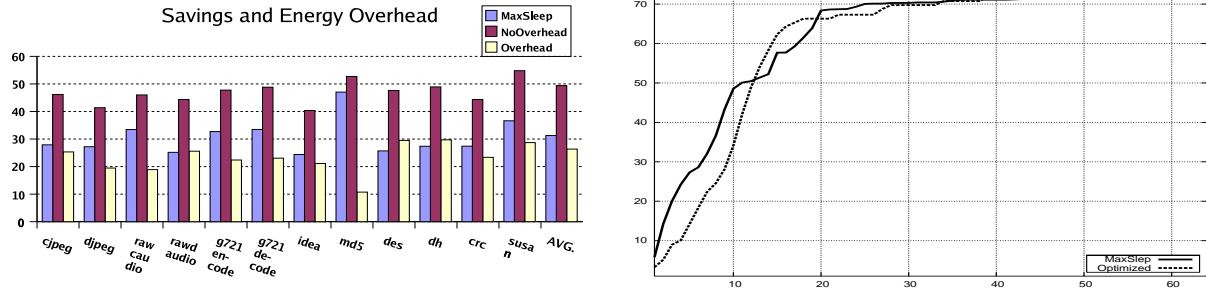 Savings and Energy Overhead
MaxSleep
NoOverhead
Overhead
60
50
40
30
20
10
0
cjpeg
djpeg
raw
cau
dio
rawd
audio
g721
en-
code
g721
de-
code
idea
md5
des
dh
crc
susa
n
AVG.
70
60
50
40
30
20
10
MaxSlep
Optimized
10
20
30
40
50
60